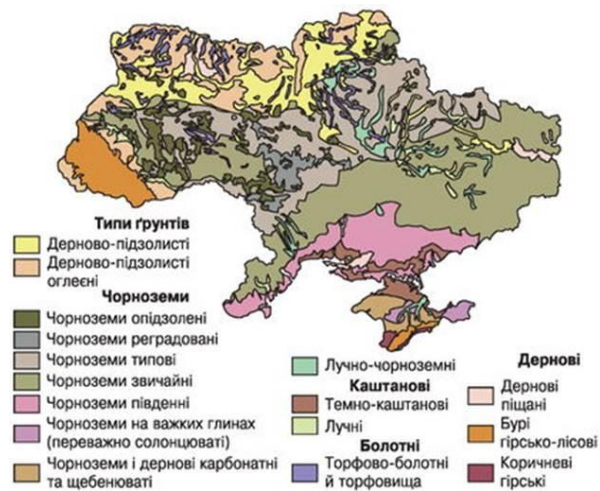 Типи ґрунтів
Дерново-підзолисті
Дерново-підзолисті
оглеєні
Чорноземи
Чорноземи опідзолені
Чорноземи реградовані
Чорноземи типові
Чорноземи звичайні
Чорноземи південні
Чорноземи на важких глинах
(переважно солонцюваті)
Чорноземи і дернові карбонатні
та щебенюваті
Лучно-чорноземні
Каштанові
Темно-каштанові
Лучні
Болотні
Торфово-болотні
й торфовища
Дернові
Дернові
піщані
Бурі
гірсько-лісові
Коричневі
гірські